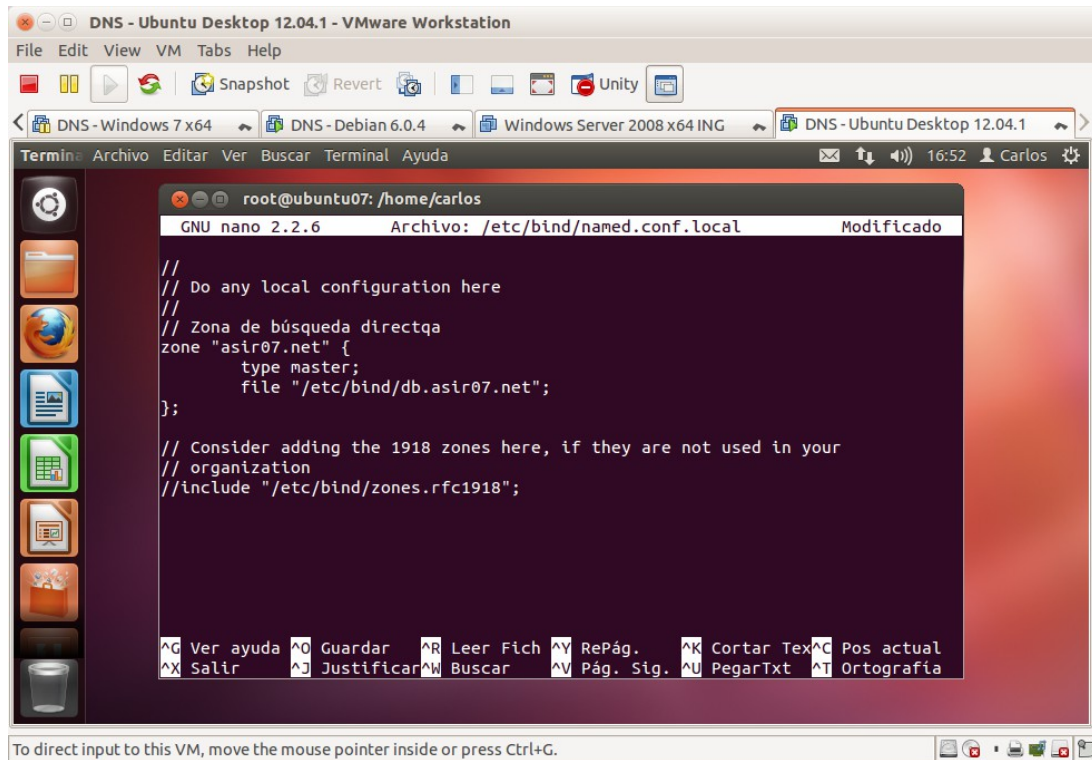 DNS - Ubuntu Desktop 12.04.1 - VMware Workstation
File Edit View VM Tabs Help
Snapshot Revert Unity
DNS - Windows 7 x64 DNS - Debian 6.0.4 Windows Server 2008 x64 ING DNS - Ubuntu Desktop 12.04.1
Termina Archivo Editar Ver Buscar Terminal Ayuda 16:52 Carlos
root@ubuntu07: /home/carlos
GNU nano 2.2.6 Archivo: /etc/bind/named.conf.local Modificado
//
// Do any local configuration here
//
// Zona de búsqueda directqa
zone "asir07.net" {
type master;
file "/etc/bind/db.asir07.net";
};
// Consider adding the 1918 zones here, if they are not used in your
// organization
//include "/etc/bind/zones.rfc1918";
^G Ver ayuda ^O Guardar ^R Leer Fich ^Y RePág. ^K Cortar Tex ^C Pos actual
^X Salir ^J Justificar ^W Buscar ^V Pág. Sig. ^U PegarTxt ^T Ortografía
To direct input to this VM, move the mouse pointer inside or press Ctrl+G.